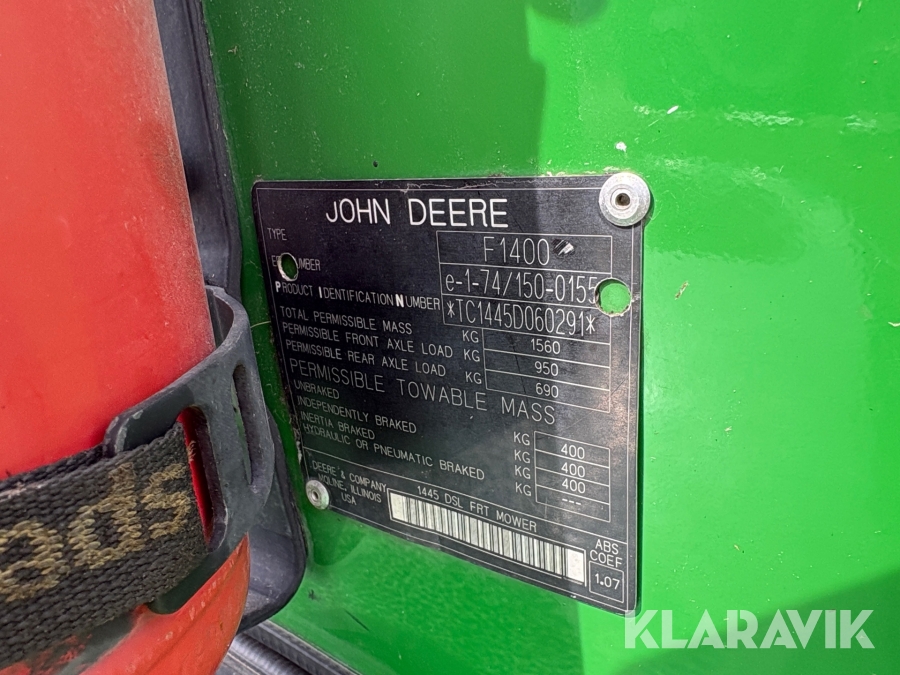 JOHN DEERE
TYPE F1400
NUMBER e-1-74/150-0155
PRODUCT IDENTIFICATION NUMBER *TC1445D060291*
TOTAL PERMISSIBLE MASS KG 1560
PERMISSIBLE FRONT AXLE LOAD KG 950
PERMISSIBLE REAR AXLE LOAD KG 690
PERMISSIBLE TOWABLE MASS
UNBRAKED KG 400
INDEPENDENTLY BRAKED KG 400
INERTIA BRAKED KG 400
HYDRAULIC OR PNEUMATIC BRAKED KG ---
DEERE & COMPANY
MOLINE, ILLINOIS
USA
1445 DSL FRT MOWER
ABS
COEF
1.07
KLARAVIK